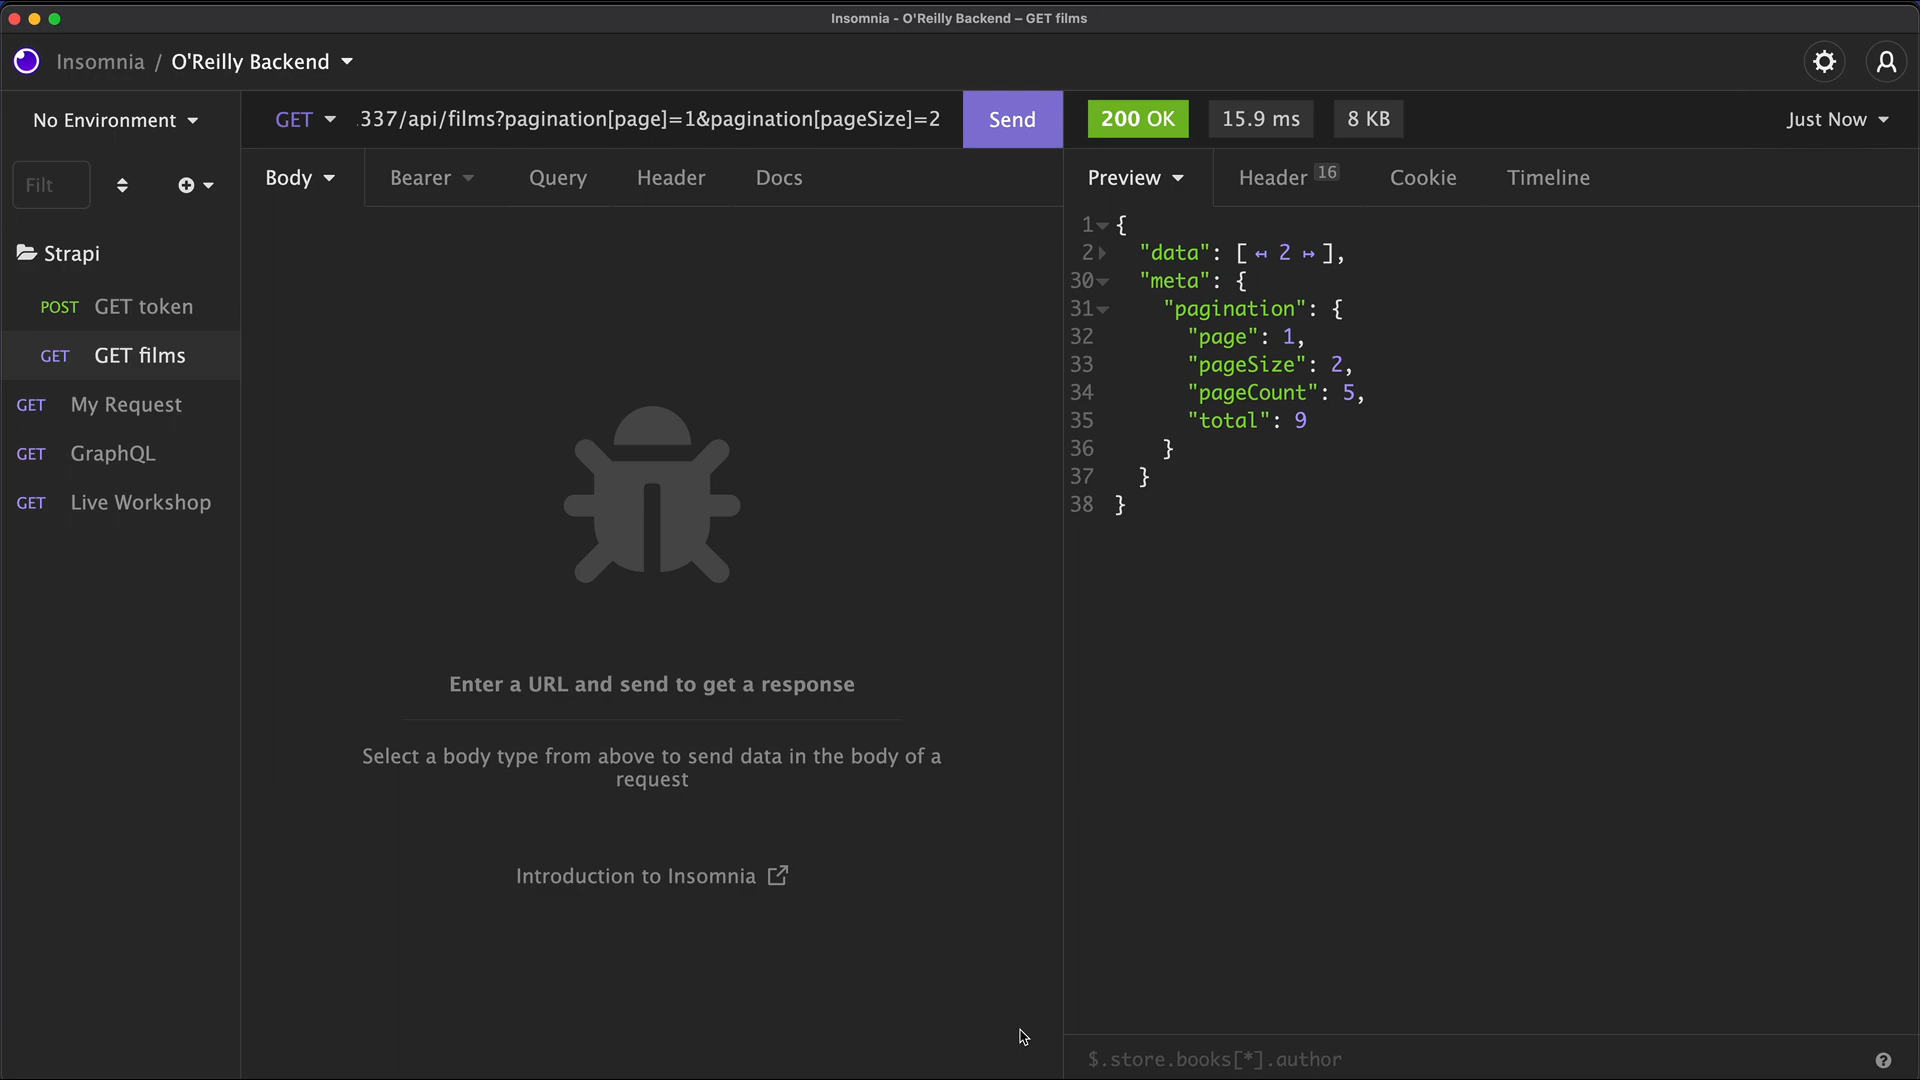 Insomnia - O'Reilly Backend – GET films
Insomnia / O'Reilly Backend
No Environment
GET .337/api/films?pagination[page]=1&pagination[pageSize]=2 Send
200 OK 15.9 ms 8 KB Just Now
Filt
Body Bearer Query Header Docs
Preview Header 16 Cookie Timeline
Strapi
POST GET token
GET GET films
GET My Request
GET GraphQL
GET Live Workshop
Enter a URL and send to get a response
Select a body type from above to send data in the body of a
request
Introduction to Insomnia
1 {
2 "data": [ ↤ 2 ↦ ],
30 "meta": {
31 "pagination": {
32 "page": 1,
33 "pageSize": 2,
34 "pageCount": 5,
35 "total": 9
36 }
37 }
38 }
$.store.books[*].author